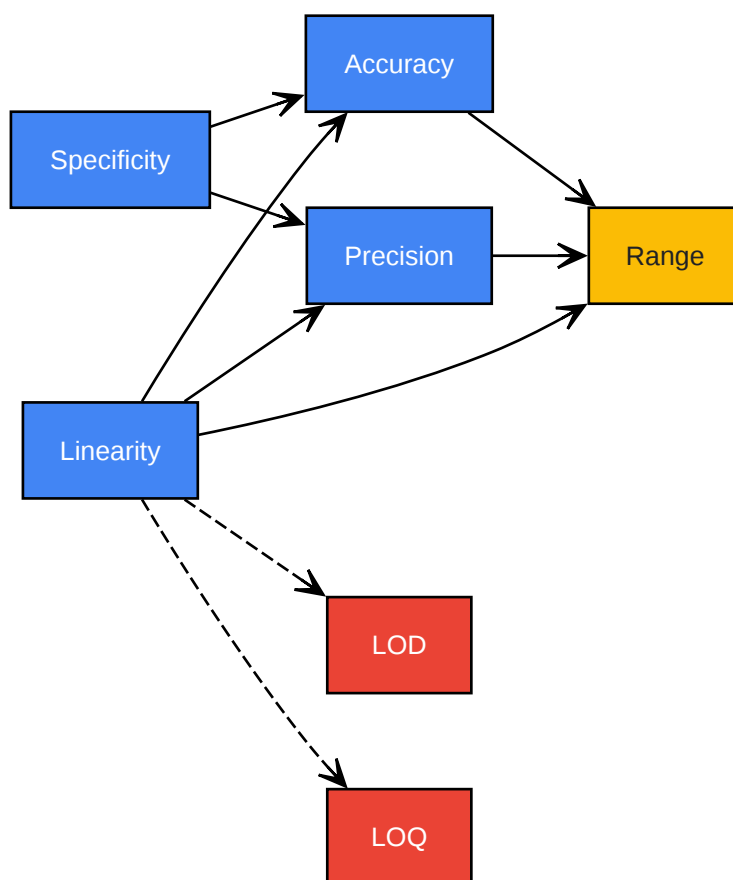 Accuracy
Specificity
Precision
Range
Linearity
LOD
LOQ